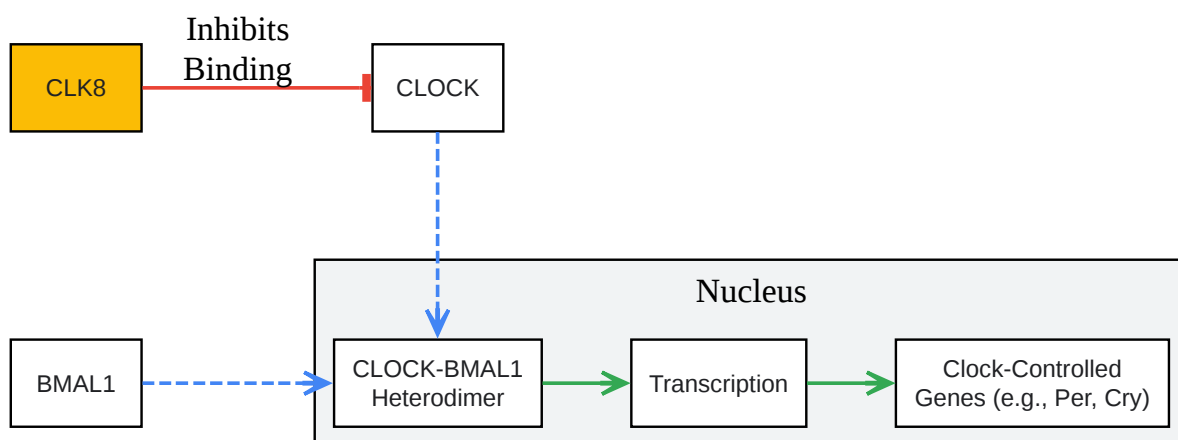 Inhibits
Binding
CLK8
CLOCK
Nucleus
BMAL1
CLOCK-BMAL1
Heterodimer
Transcription
Clock-Controlled
Genes (e.g., Per, Cry)